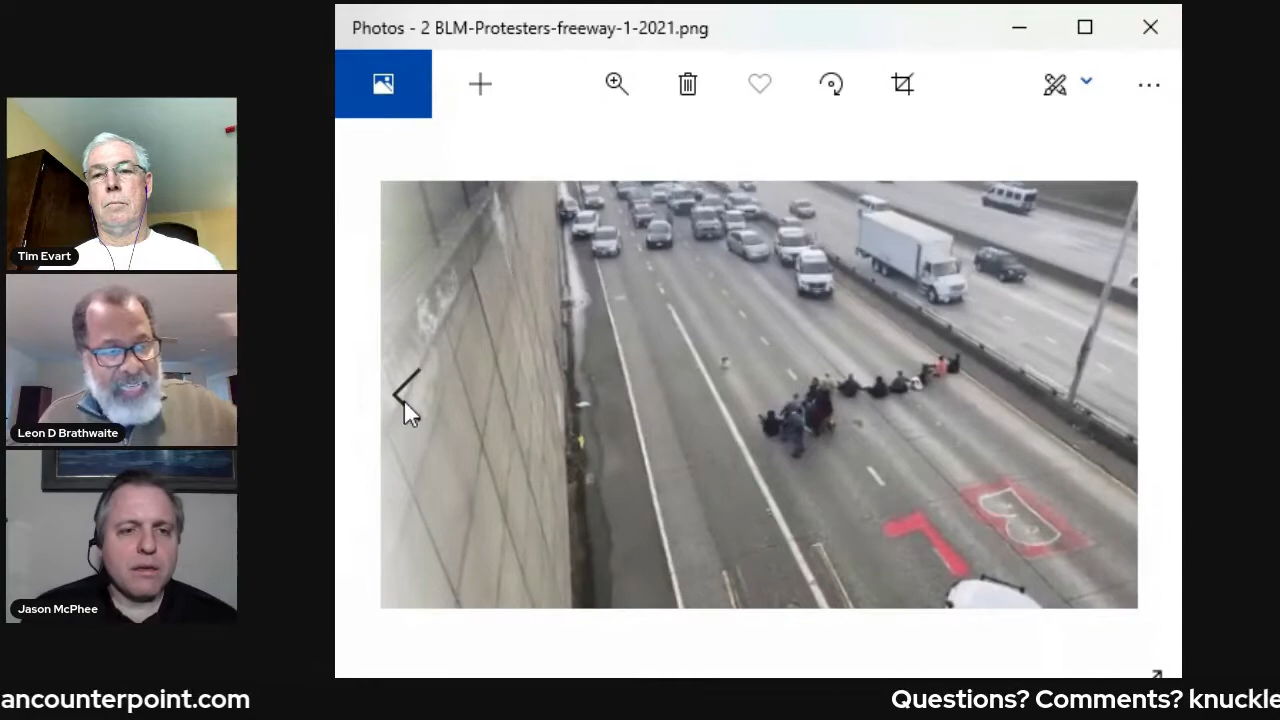 Photos - 2 BLM-Protesters-freeway-1-2021.png
Tim Evart
Leon D Brathwaite
Jason McPhee
B
L
ancounterpoint.com
Questions? Comments? knuckle